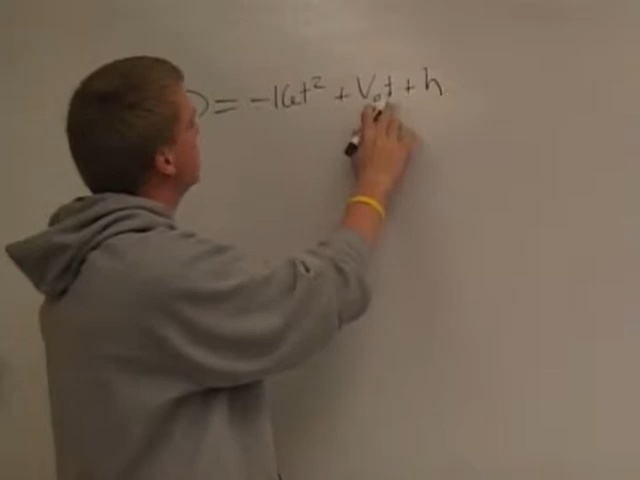 ) = -16t² + V₀t + h